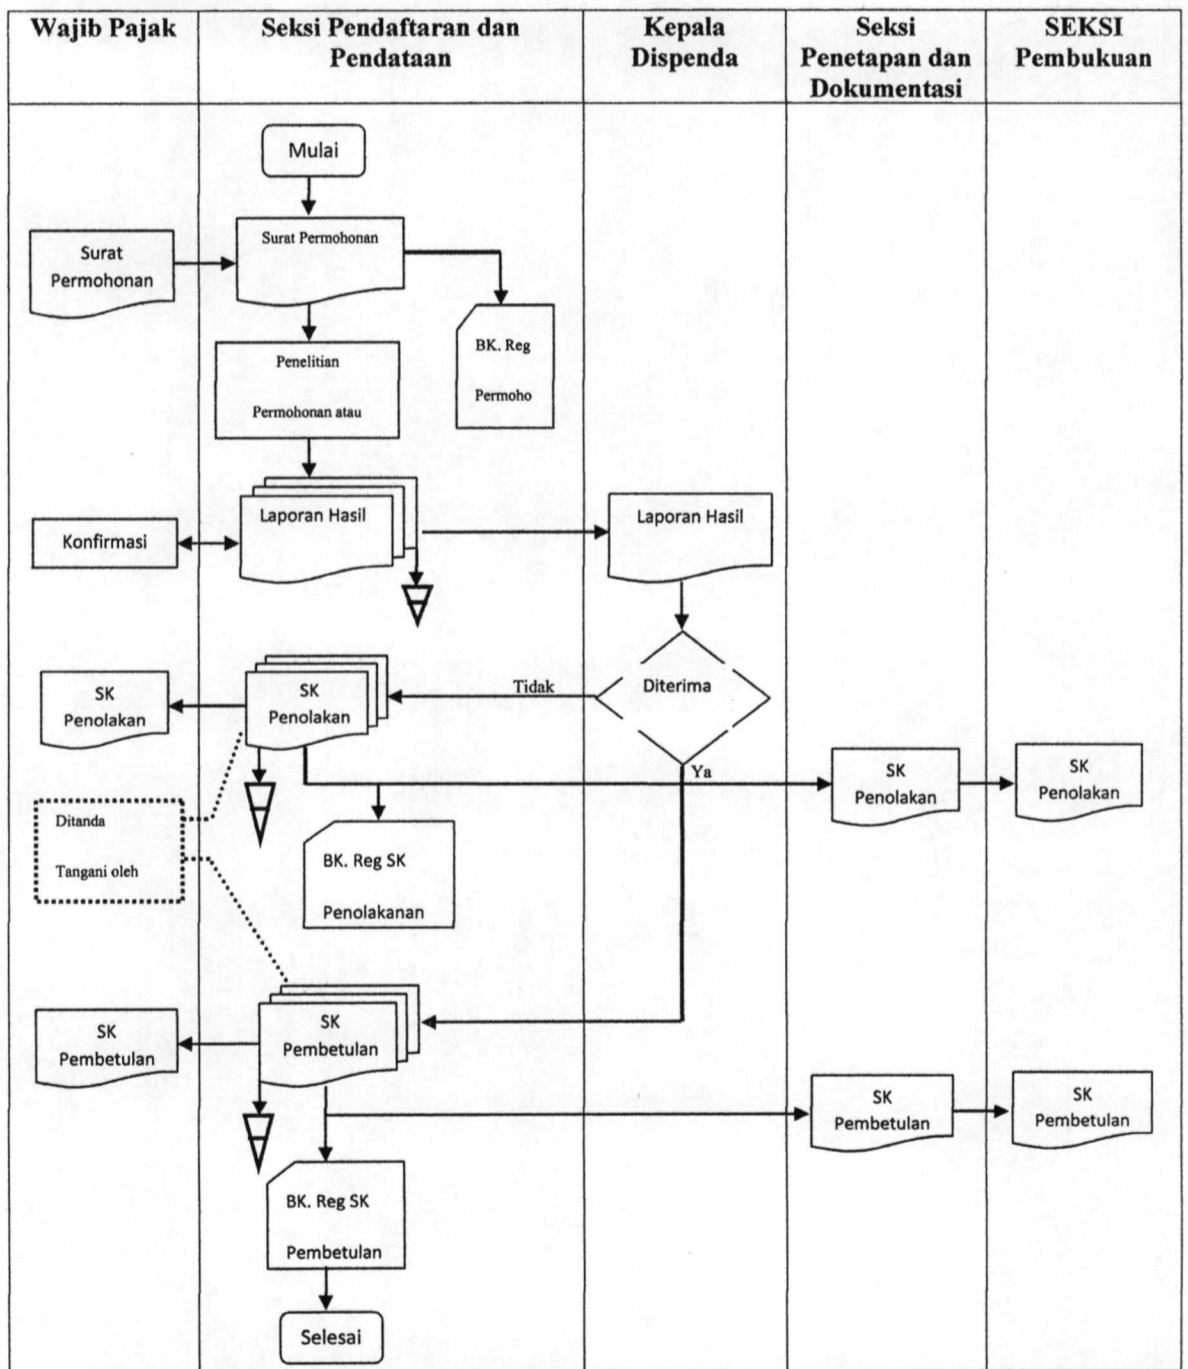 Wajib Pajak
Seksi Pendaftaran dan
Pendataan
Kepala
Dispenda
Seksi
Penetapan dan
Dokumentasi
SEKSI
Pembukuan
Mulai
Surat
Permohonan
Surat Permohonan
BK. Reg
Permoho
Penelitian
Permohonan atau
Konfirmasi
Laporan Hasil
Laporan Hasil
SK
Penolakan
SK
Penolakan
Tidak
Diterima
Ya
SK
Penolakan
SK
Penolakan
Ditanda
Tangani oleh
BK. Reg SK
Penolakanan
SK
Pembetulan
SK
Pembetulan
SK
Pembetulan
SK
Pembetulan
BK. Reg SK
Pembetulan
Selesai